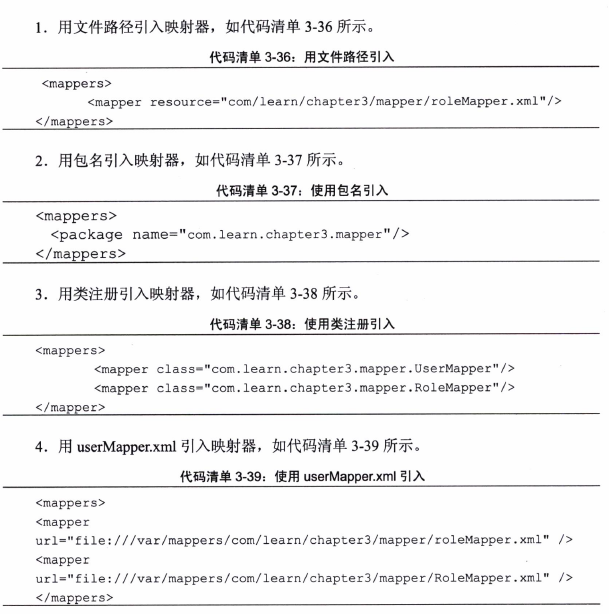 1．用文件路径引入映射器，如代码清单 3-36 所示。
代码清单 3-36：用文件路径引入
<mappers>
<mapper resource="com/learn/chapter3/mapper/roleMapper.xml"/>
</mappers>
2．用包名引入映射器，如代码清单 3-37 所示。
代码清单 3-37：使用包名引入
<mappers>
<package name="com.learn.chapter3.mapper"/>
</mappers>
3．用类注册引入映射器，如代码清单 3-38 所示。
代码清单 3-38：使用类注册引入
<mappers>
<mapper class="com.learn.chapter3.mapper.UserMapper"/>
<mapper class="com.learn.chapter3.mapper.RoleMapper"/>
</mapper>
4．用 userMapper.xml 引入映射器，如代码清单 3-39 所示。
代码清单 3-39：使用 userMapper.xml 引入
<mappers>
<mapper
url="file:///var/mappers/com/learn/chapter3/mapper/roleMapper.xml" />
<mapper
url="file:///var/mappers/com/learn/chapter3/mapper/RoleMapper.xml" />
</mappers>